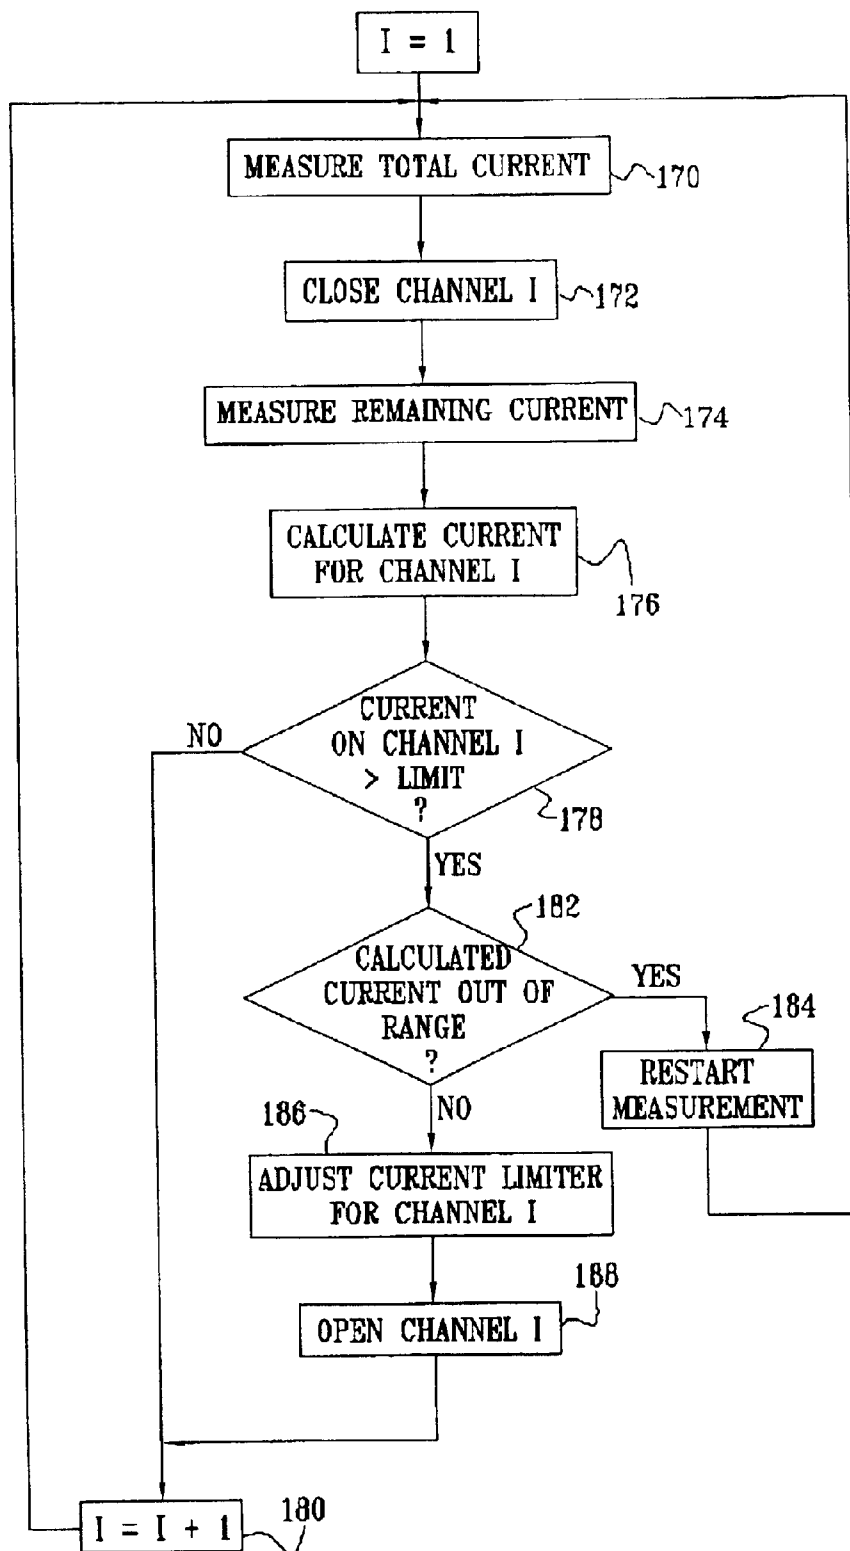 I = 1
MEASURE TOTAL CURRENT
170
CLOSE CHANNEL I
172
MEASURE REMAINING CURRENT
174
CALCULATE CURRENT
FOR CHANNEL I
176
CURRENT
ON CHANNEL I
> LIMIT
?
NO
178
YES
182
CALCULATED
CURRENT OUT OF
RANGE
?
YES
184
RESTART
MEASUREMENT
NO
186
ADJUST CURRENT LIMITER
FOR CHANNEL I
188
OPEN CHANNEL I
I = I + 1
180